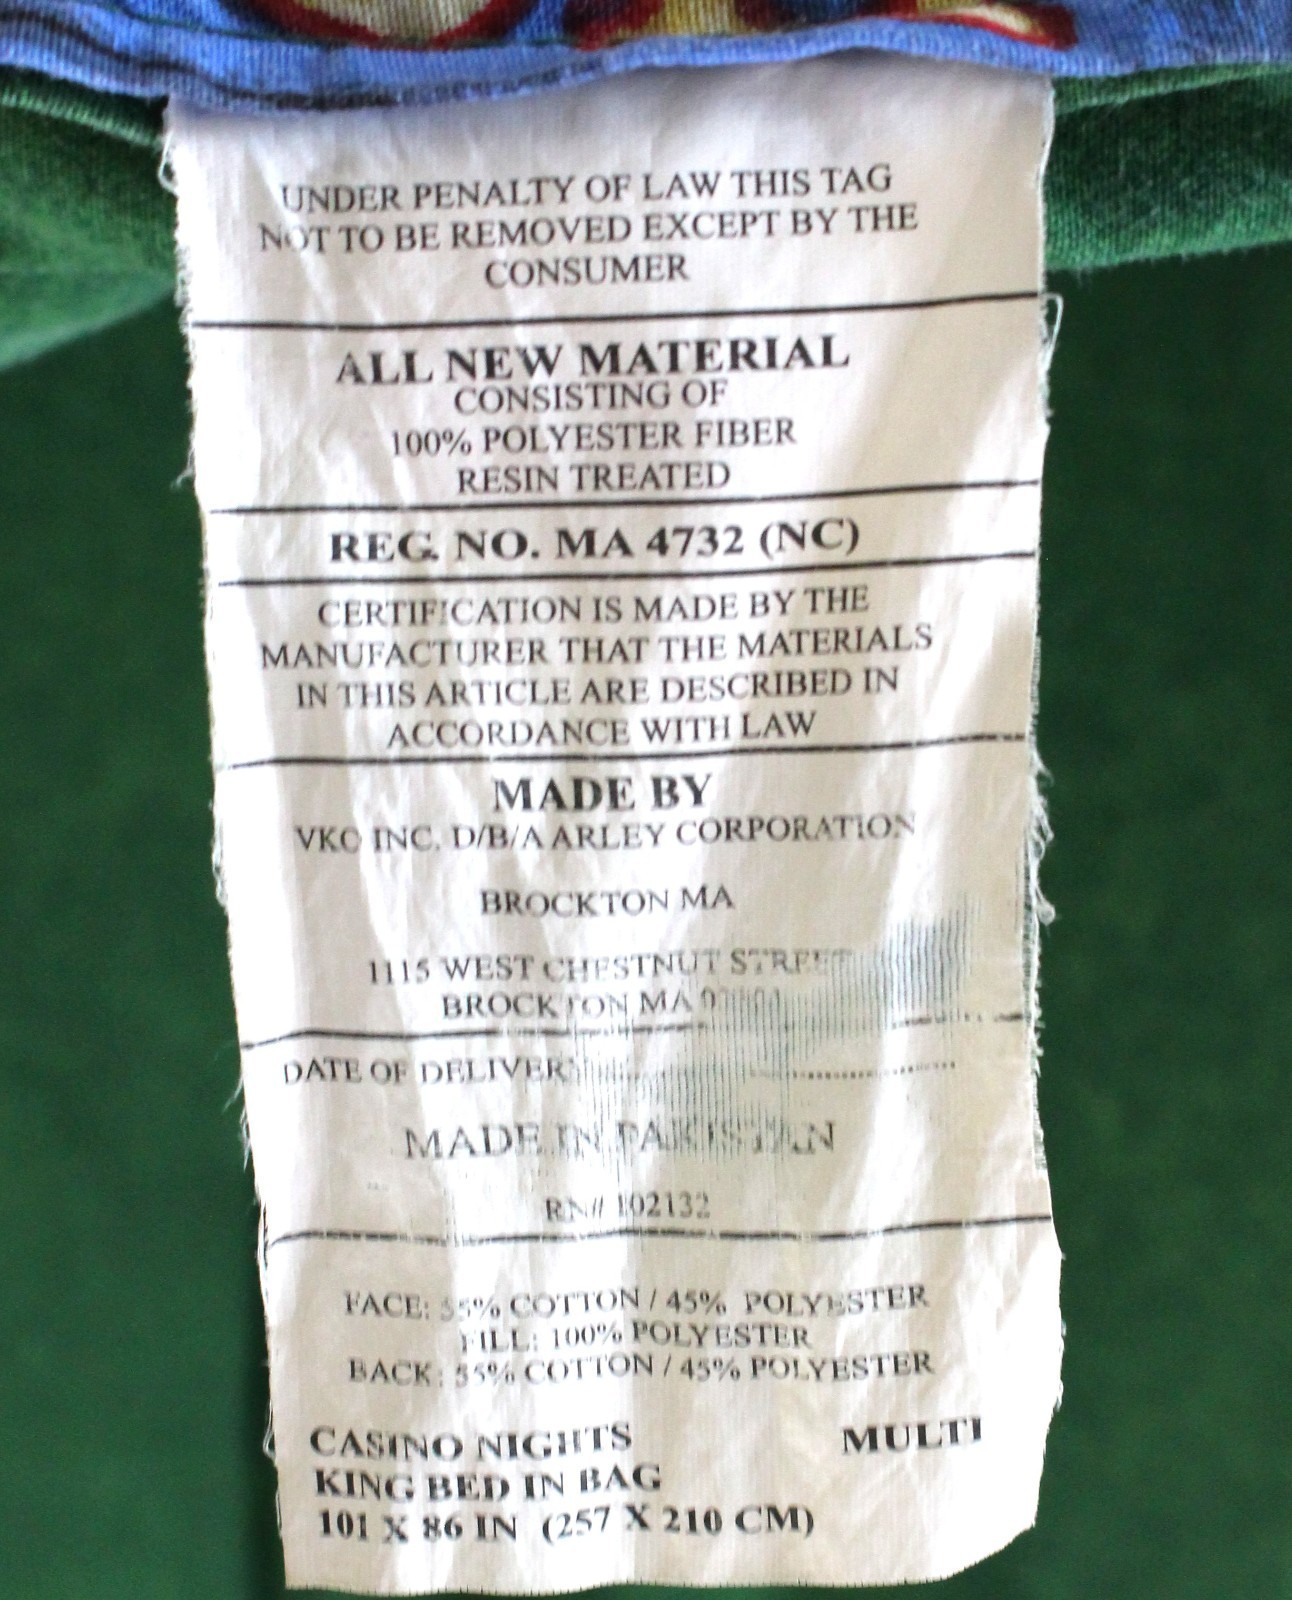 UNDER PENALTY OF LAW THIS TAG
NOT TO BE REMOVED EXCEPT BY THE
CONSUMER
ALL NEW MATERIAL
CONSISTING OF
100% POLYESTER FIBER
RESIN TREATED
REG. NO. MA 4732 (NC)
CERTIFICATION IS MADE BY THE
MANUFACTURER THAT THE MATERIALS
IN THIS ARTICLE ARE DESCRIBED IN
ACCORDANCE WITH LAW
MADE BY
VKC INC. D/B/A ARLEY CORPORATION
BROCKTON MA
1115 WEST CHESTNUT STREET
BROCKTON MA
DATE OF DELIVERY
MADE IN PAKISTAN
RN# 102132
FACE: 55% COTTON / 45% POLYESTER
FILL: 100% POLYESTER
BACK: 55% COTTON / 45% POLYESTER
CASINO NIGHTS MULTI
KING BED IN BAG
101 X 86 IN (257 X 210 CM)